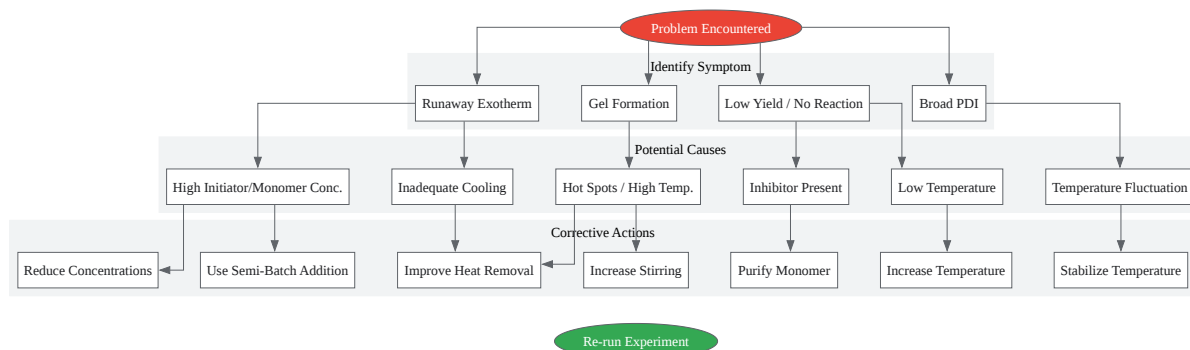 Problem Encountered
Identify Symptom
Runaway Exotherm
Gel Formation
Low Yield / No Reaction
Broad PDI
Potential Causes
High Initiator/Monomer Conc.
Inadequate Cooling
Hot Spots / High Temp.
Inhibitor Present
Low Temperature
Temperature Fluctuation
Corrective Actions
Reduce Concentrations
Use Semi-Batch Addition
Improve Heat Removal
Increase Stirring
Purify Monomer
Increase Temperature
Stabilize Temperature
Re-run Experiment